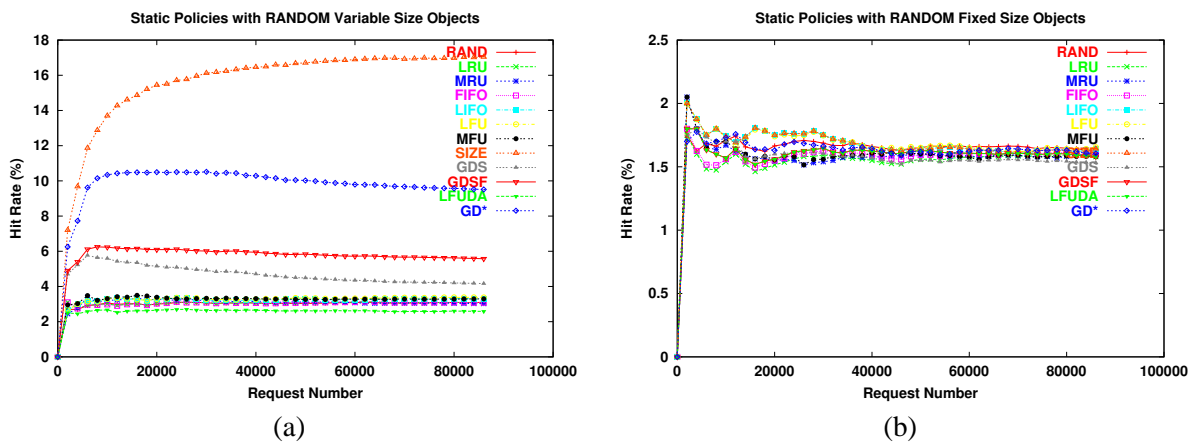 Static Policies with RANDOM Variable Size Objects
18
16
14
12
10
8
6
4
2
0
Hit Rate (%)
RAND
LRU
MRU
FIFO
LIFO
LFU
MFU
SIZE
GDS
GDSF
LFUDA
GD*
0 20000 40000 60000 80000 100000
Request Number
(a)
Static Policies with RANDOM Fixed Size Objects
2.5
2
1.5
1
0.5
0
Hit Rate (%)
RAND
LRU
MRU
FIFO
LIFO
LFU
MFU
SIZE
GDS
GDSF
LFUDA
GD*
0 20000 40000 60000 80000 100000
Request Number
(b)